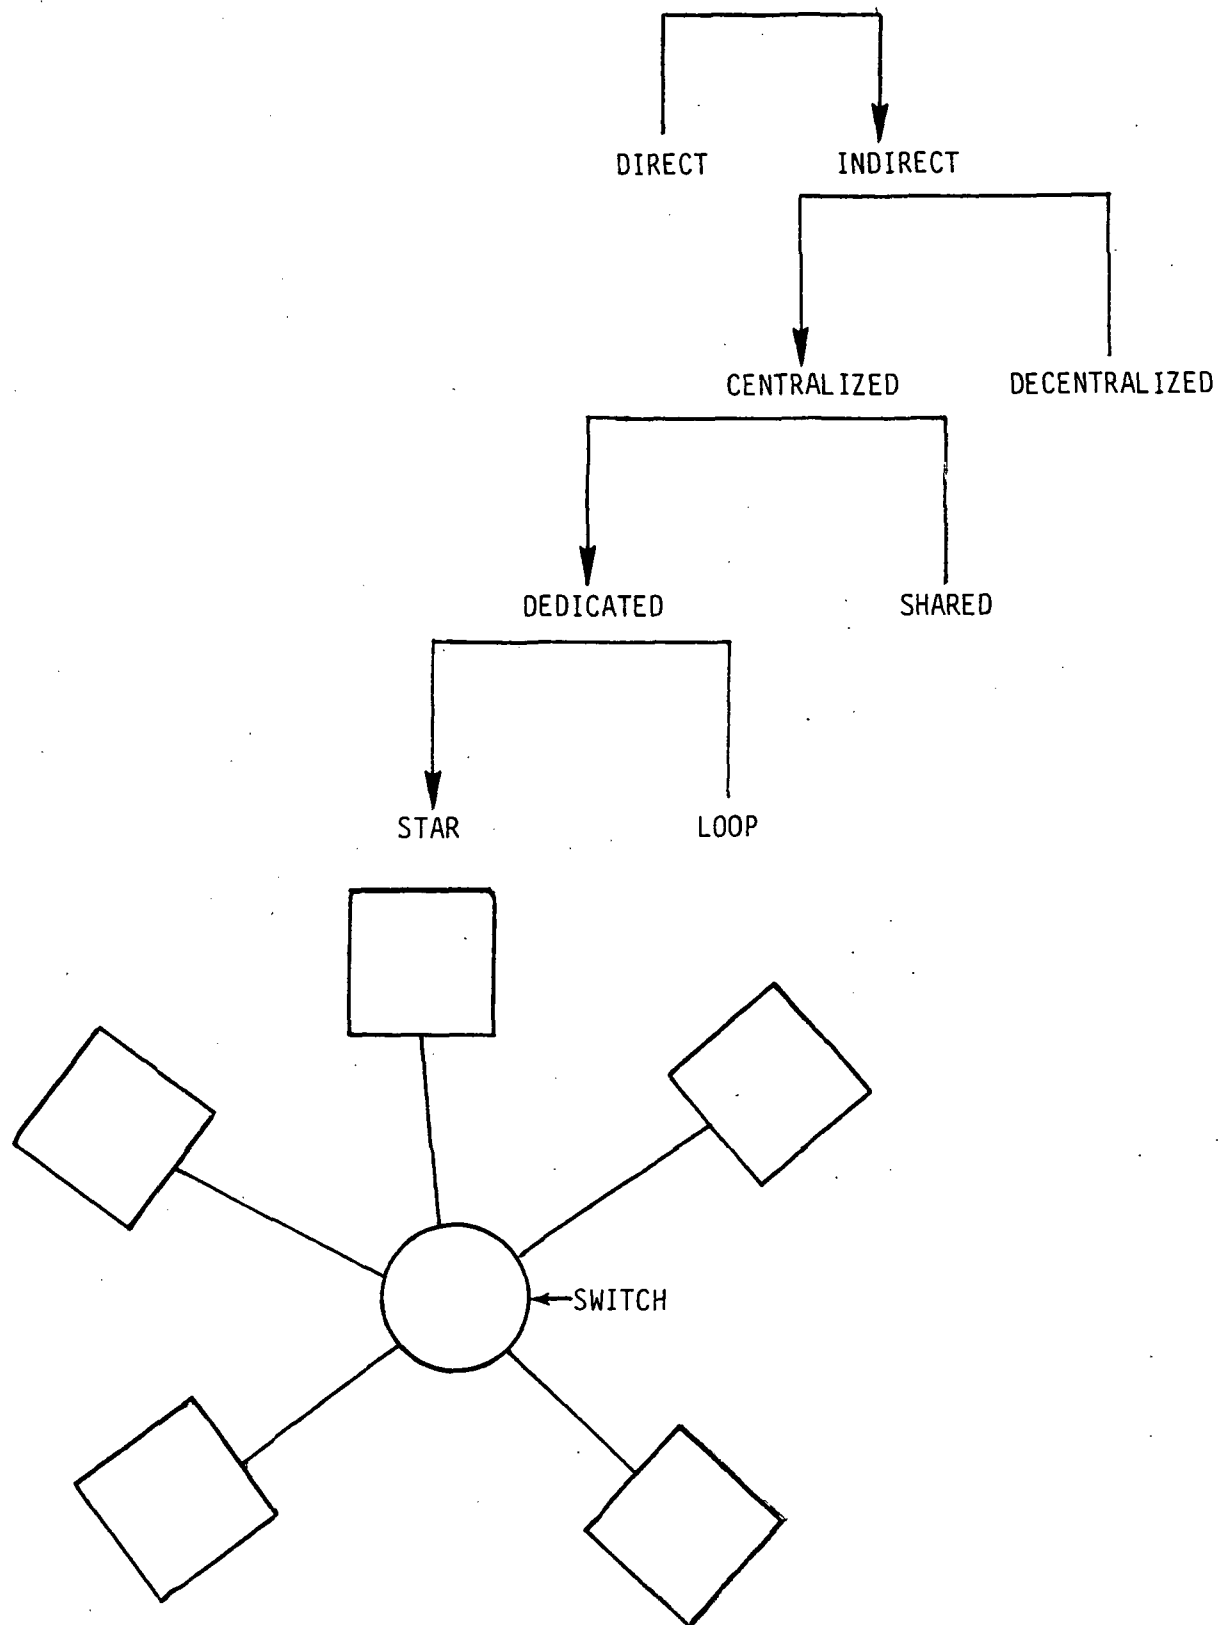 DIRECT INDIRECT
CENTRALIZED DECENTRALIZED
DEDICATED SHARED
STAR LOOP
SWITCH